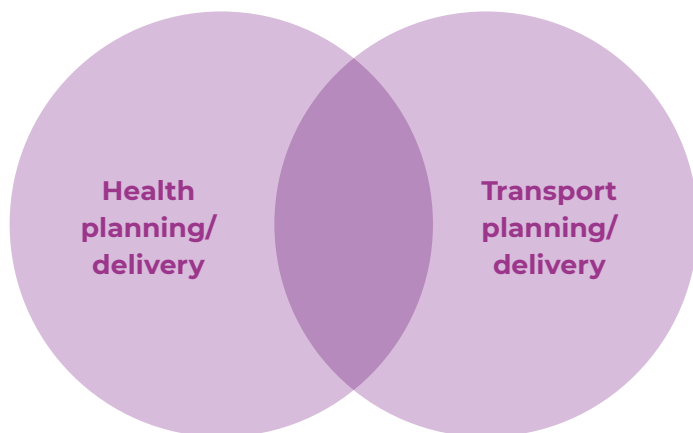 Health
planning/
delivery
Transport
planning/
delivery